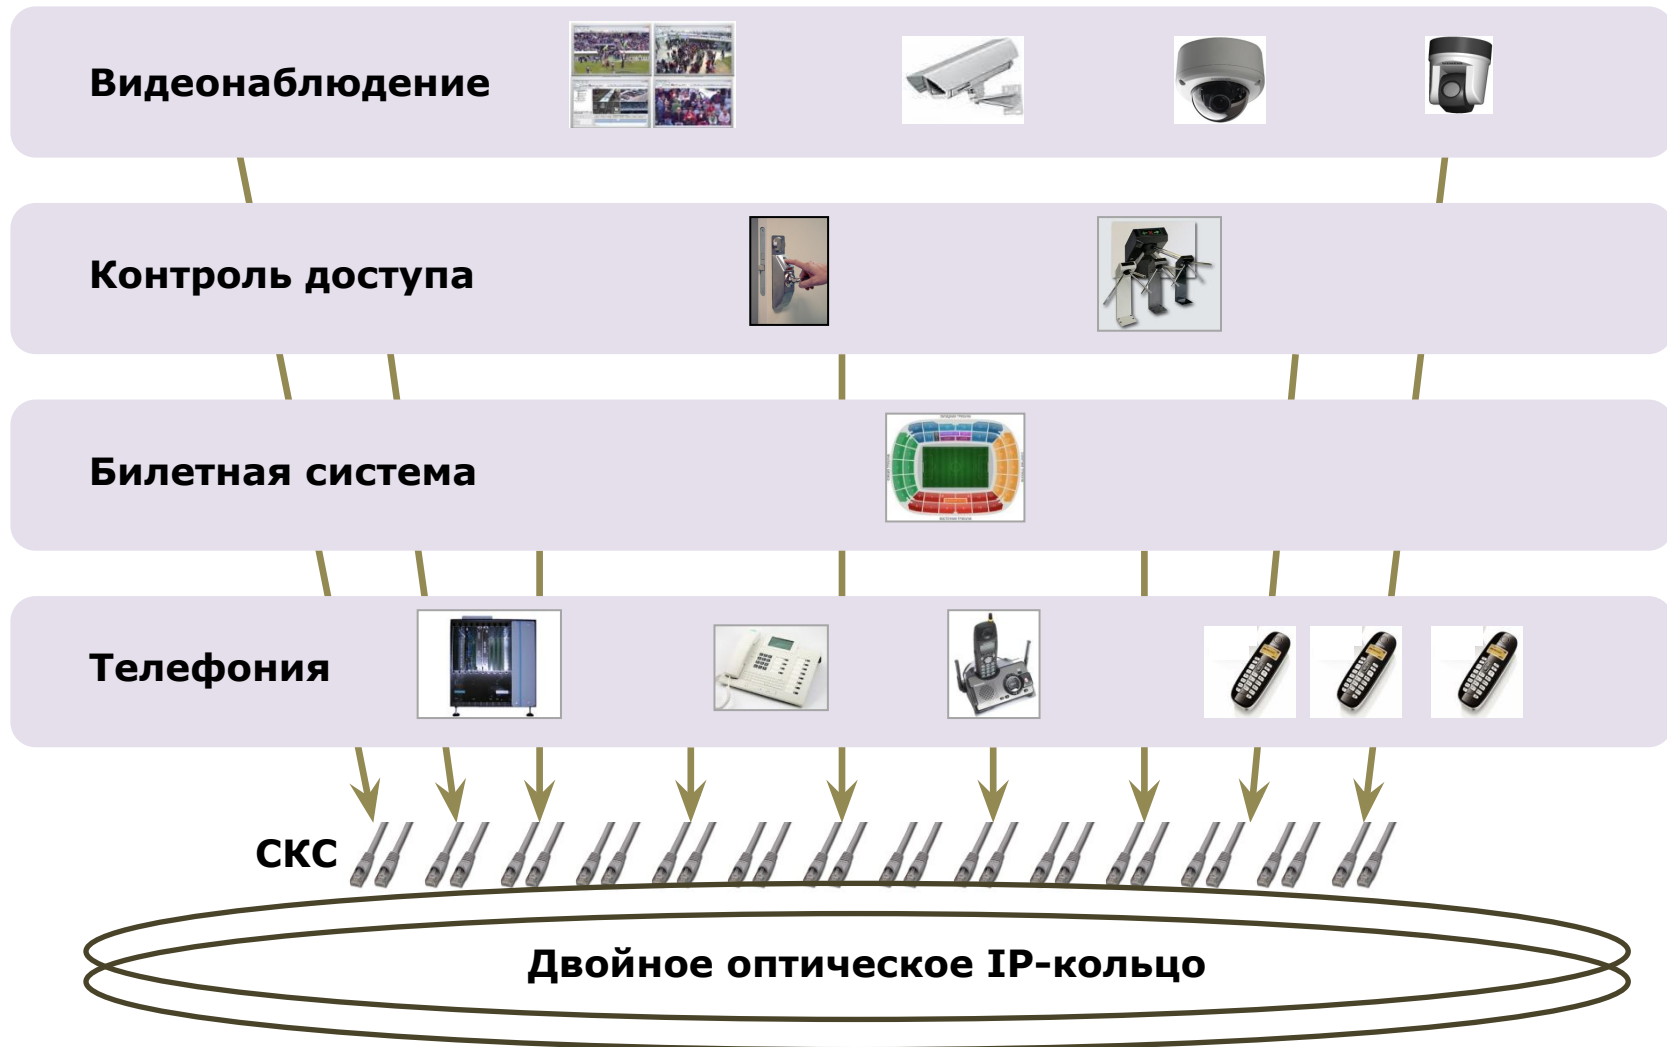 Видеонаблюдение
Контроль доступа
Билетная система
Телефония
СКС
Двойное оптическое IP-кольцо